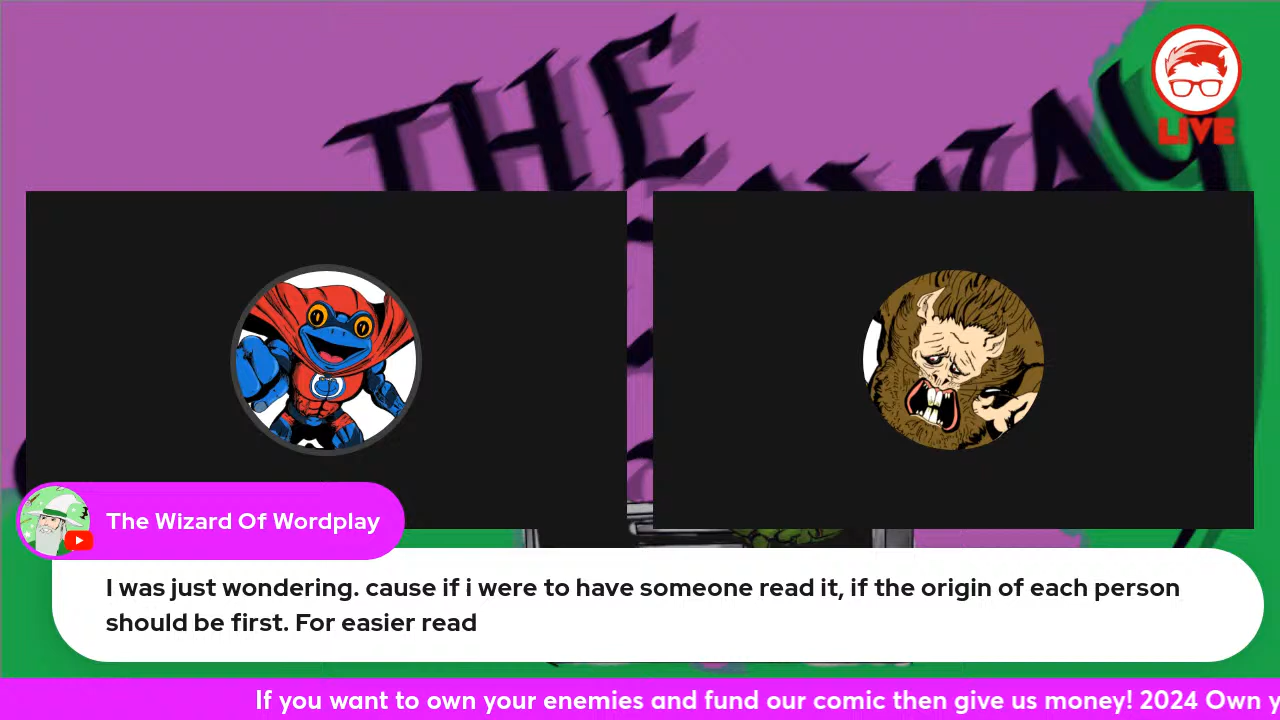 THE
LIVE
The Wizard Of Wordplay
I was just wondering. cause if i were to have someone read it, if the origin of each person
should be first. For easier read
If you want to own your enemies and fund our comic then give us money! 2024 Own y